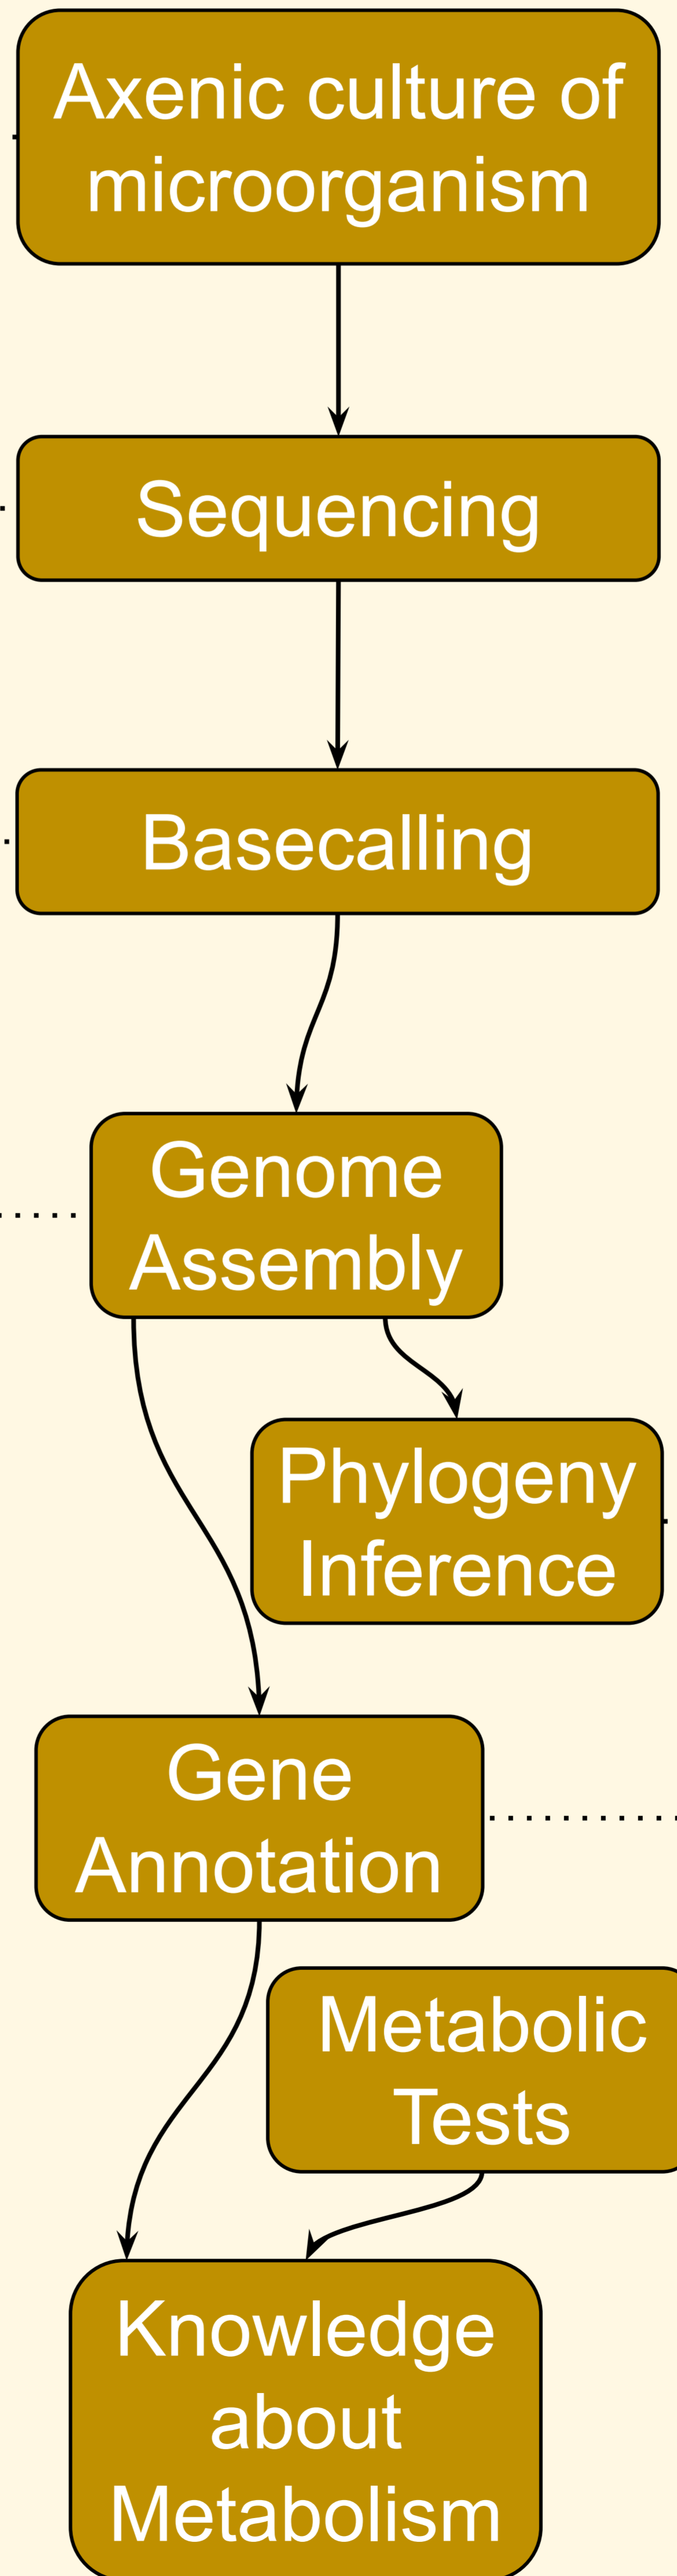 Axenic culture of
microorganism
Sequencing
Basecalling
Genome
Assembly
Phylogeny
Inference
Gene
Annotation
Metabolic
Tests
Knowledge
about
Metabolism